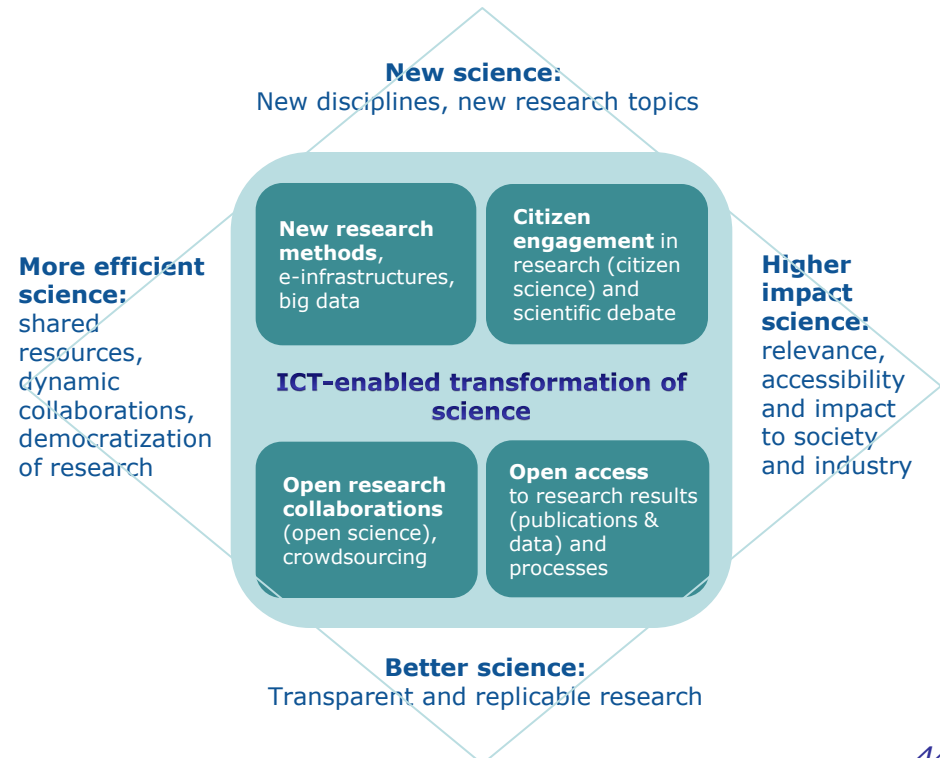 New science:
New disciplines, new research topics
New research
methods,
e-infrastructures,
big data
Citizen
engagement in
research (citizen
science) and
scientific debate
More efficient
science:
shared
resources,
dynamic
collaborations,
democratization
of research
Higher
impact
science:
relevance,
accessibility
and impact
to society
and industry
ICT-enabled transformation of
science
Open research
collaborations
(open science),
crowdsourcing
Open access
to research results
(publications &
data) and
processes
Better science:
Transparent and replicable research